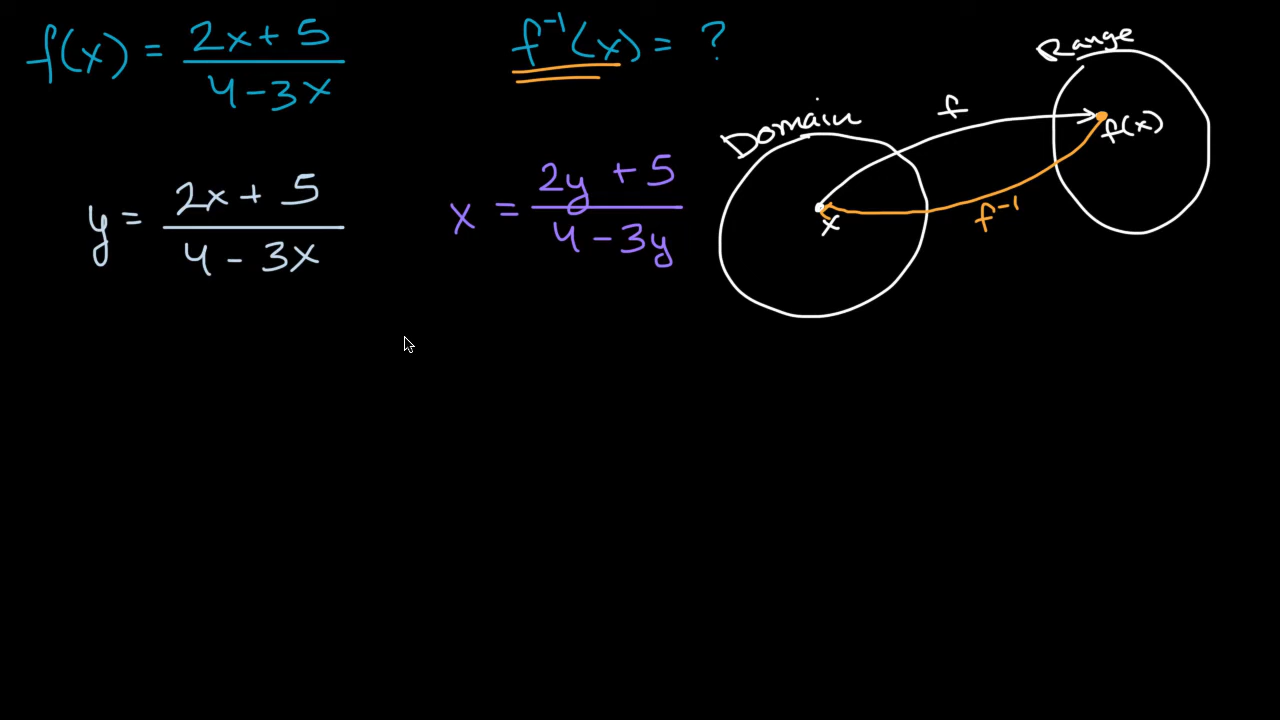 f(x) = 2x + 5 / 4 - 3x
f⁻¹(x) = ?
y = 2x + 5 / 4 - 3x
x = 2y + 5 / 4 - 3y
Domain
Range
f
f(x)
x
f⁻¹